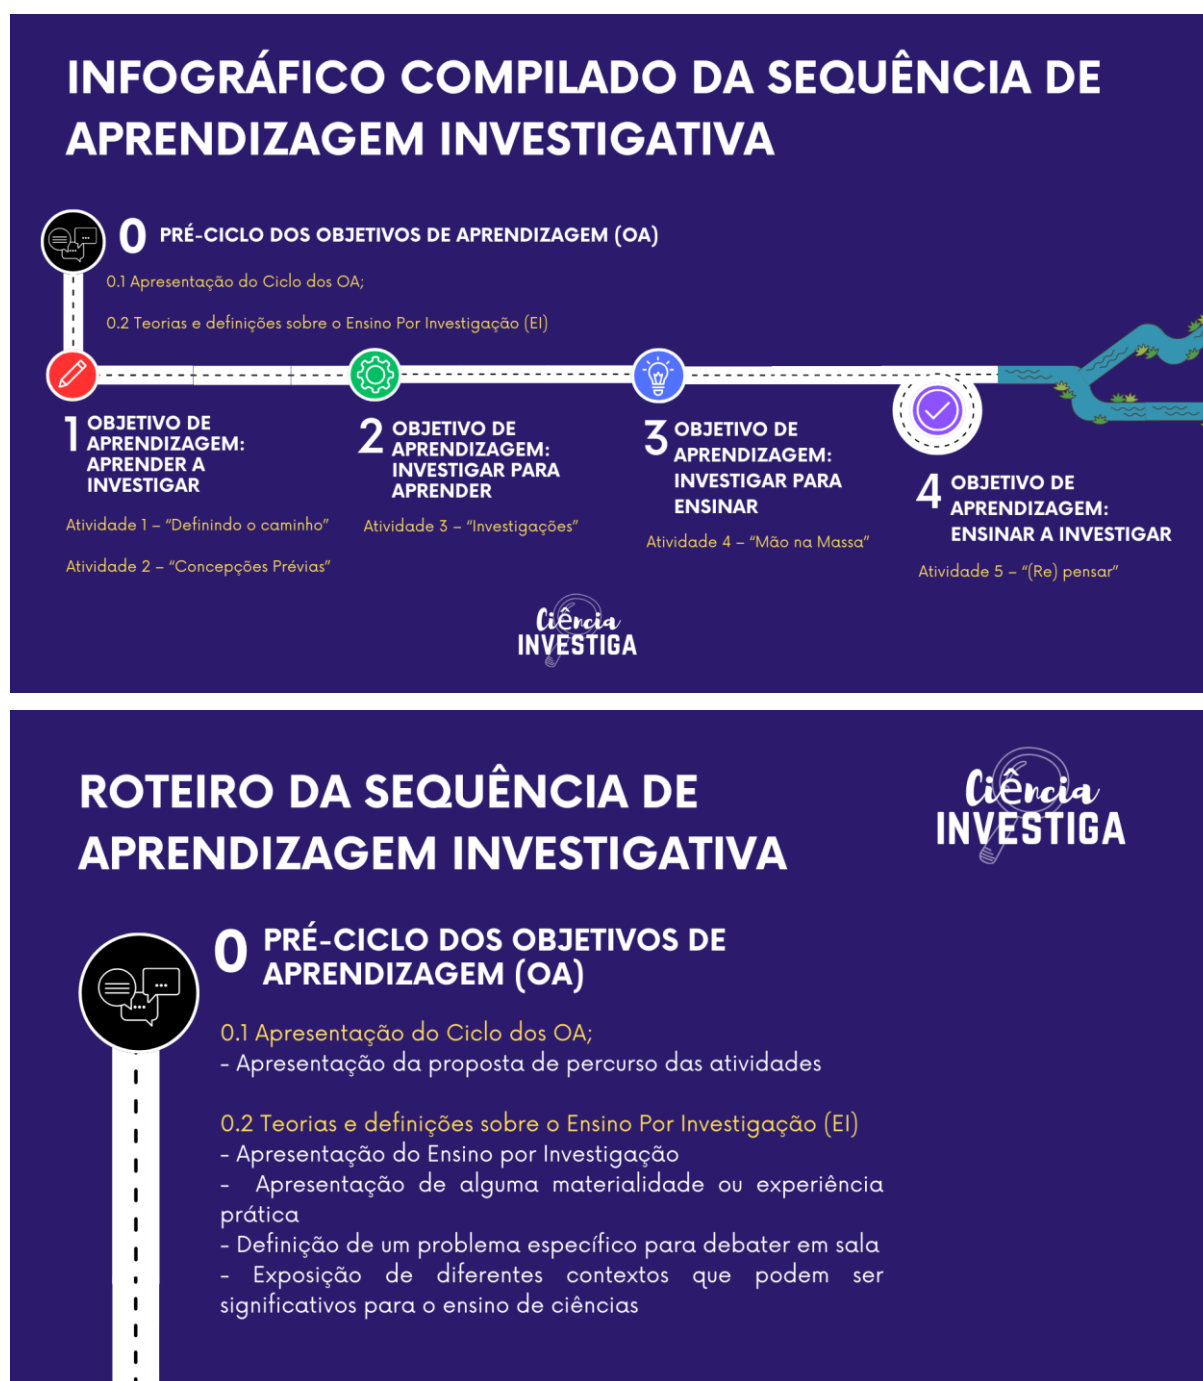 INFOGRÁFICO COMPILADO DA SEQUÊNCIA DE
APRENDIZAGEM INVESTIGATIVA
0 PRÉ-CICLO DOS OBJETIVOS DE APRENDIZAGEM (OA)
0.1 Apresentação do Ciclo dos OA;
0.2 Teorias e definições sobre o Ensino Por Investigação (EI)
1 OBJETIVO DE
APRENDIZAGEM:
APRENDER A
INVESTIGAR
Atividade 1 – “Definindo o caminho”
Atividade 2 – “Concepções Prévias”
2 OBJETIVO DE
APRENDIZAGEM:
INVESTIGAR PARA
APRENDER
Atividade 3 – “Investigações”
3 OBJETIVO DE
APRENDIZAGEM:
INVESTIGAR PARA
ENSINAR
Atividade 4 – “Mão na Massa”
4 OBJETIVO DE
APRENDIZAGEM:
ENSINAR A INVESTIGAR
Atividade 5 – “(Re) pensar”
Ciência
INVESTIGA
ROTEIRO DA SEQUÊNCIA DE
APRENDIZAGEM INVESTIGATIVA
Ciência
INVESTIGA
0 PRÉ-CICLO DOS OBJETIVOS DE
APRENDIZAGEM (OA)
0.1 Apresentação do Ciclo dos OA;
- Apresentação da proposta de percurso das atividades
0.2 Teorias e definições sobre o Ensino Por Investigação (EI)
- Apresentação do Ensino por Investigação
- Apresentação de alguma materialidade ou experiência
prática
- Definição de um problema específico para debater em sala
- Exposição de diferentes contextos que podem ser
significativos para o ensino de ciências